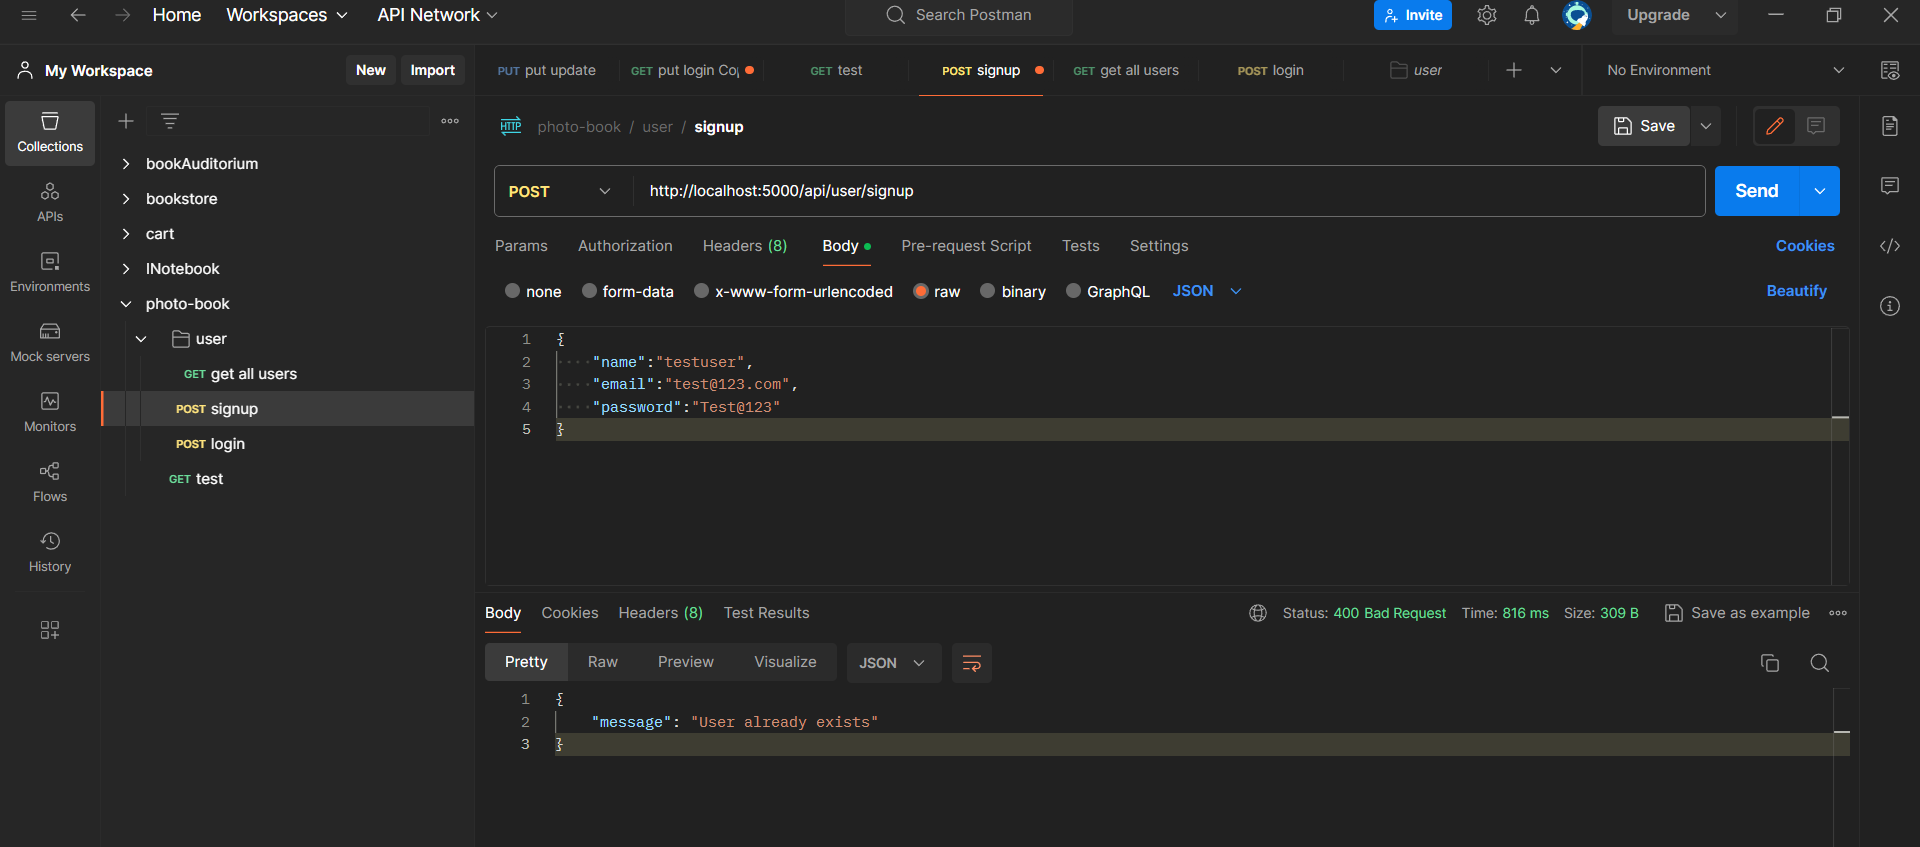 Home Workspaces API Network Search Postman Invite Upgrade
My Workspace New Import PUT put update GET put login Co GET test POST signup GET get all users POST login user No Environment
Collections
APIs
Environments
Mock servers
Monitors
Flows
History
bookAuditorium
bookstore
cart
INotebook
photo-book
user
GET get all users
POST signup
POST login
GET test
HTTP photo-book / user / signup Save
POST http://localhost:5000/api/user/signup Send
Params Authorization Headers (8) Body Pre-request Script Tests Settings Cookies
none form-data x-www-form-urlencoded raw binary GraphQL JSON Beautify
1 {
2 "name":"testuser",
3 "email":"test@123.com",
4 "password":"Test@123"
5 }
Body Cookies Headers (8) Test Results Status: 400 Bad Request Time: 816 ms Size: 309 B Save as example
Pretty Raw Preview Visualize JSON
1 {
2 "message": "User already exists"
3 }